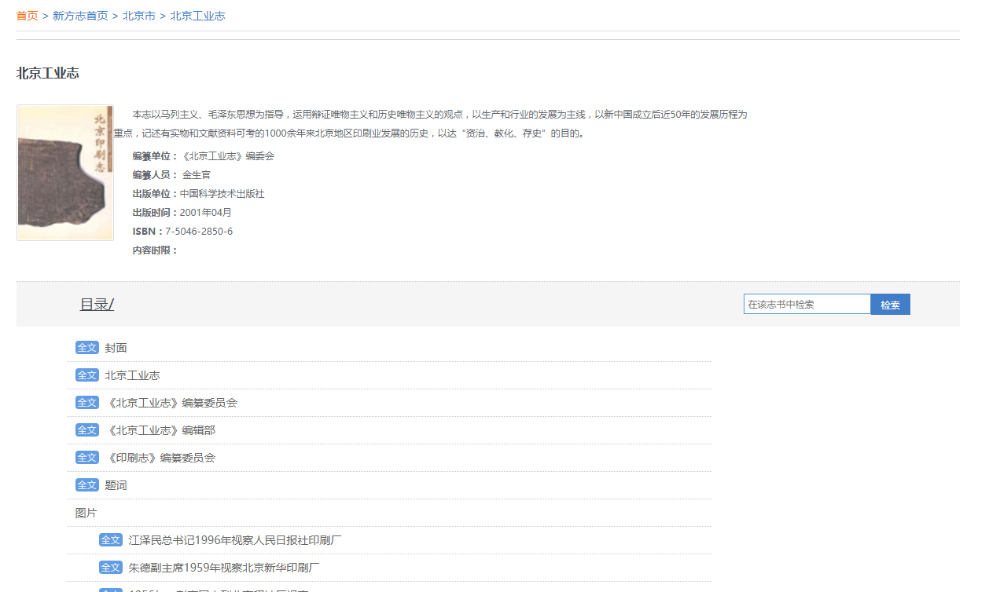 首页 > 新方志首页 > 北京市 > 北京工业志
北京工业志
北京印刷志
本志以马列主义、毛泽东思想为指导，运用辩证唯物主义和历史唯物主义的观点，以生产和行业的发展为主线，以新中国成立后近50年的发展历程为
重点，记述有实物和文献资料可考的1000余年来北京地区印刷业发展的历史，以达“资治、教化、存史”的目的。
编纂单位：《北京工业志》编委会
编纂人员： 金生官
出版单位：中国科学技术出版社
出版时间：2001年04月
ISBN：7-5046-2850-6
内容时限：
目录/
在该志书中检索 检索
全文 封面
全文 北京工业志
全文 《北京工业志》编纂委员会
全文 《北京工业志》编辑部
全文 《印刷志》编纂委员会
全文 题词
图片
全文 江泽民总书记1996年视察人民日报社印刷厂
全文 朱德副主席1959年视察北京新华印刷厂